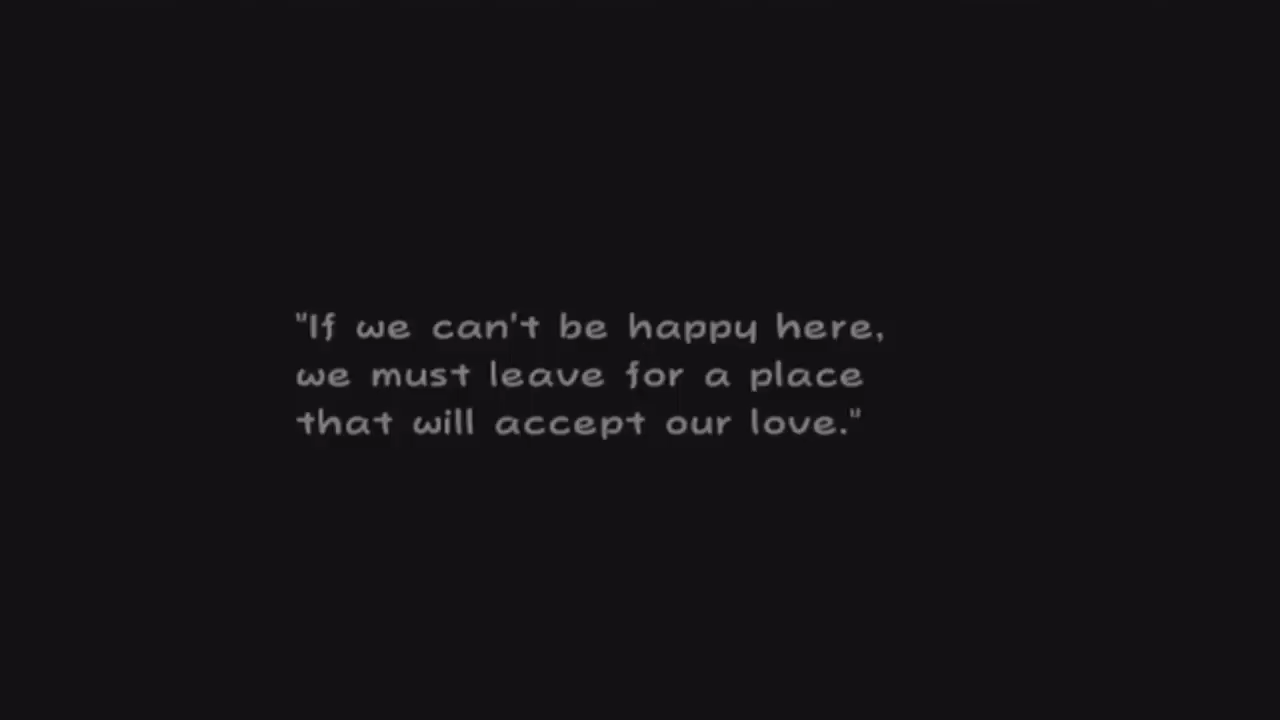 "If we can't be happy here,
we must leave for a place
that will accept our love."